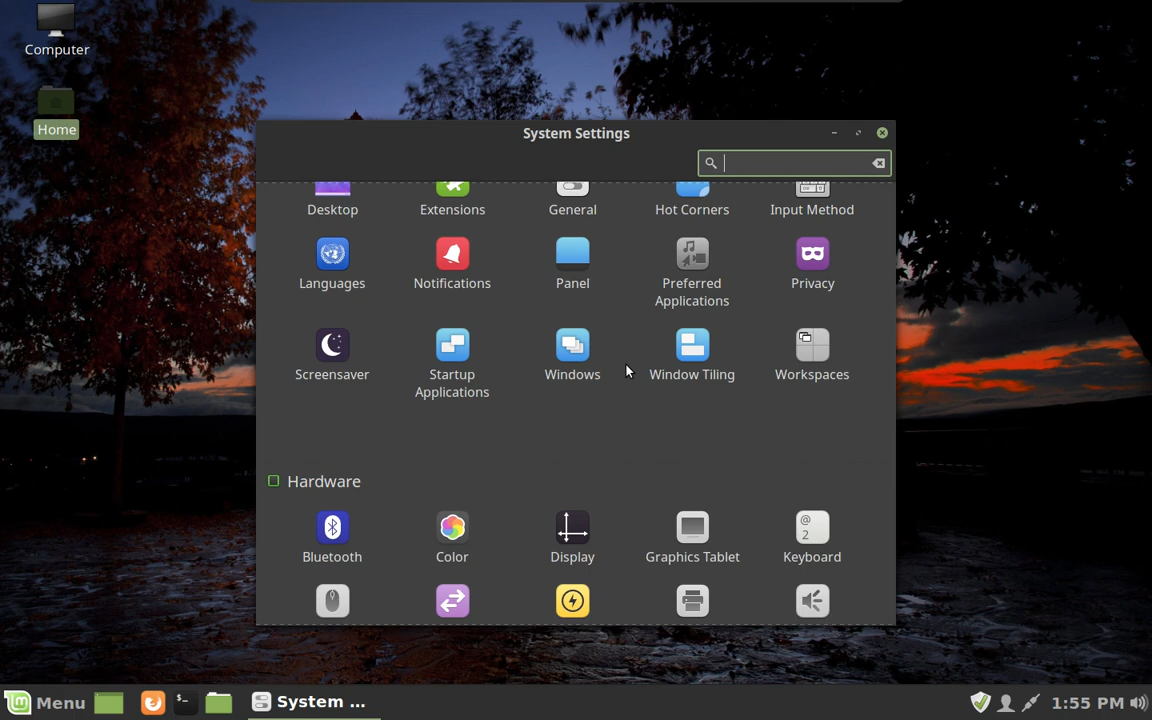 Computer
Home
System Settings
Desktop
Extensions
General
Hot Corners
Input Method
Languages
Notifications
Panel
Preferred
Applications
Privacy
Screensaver
Startup
Applications
Windows
Window Tiling
Workspaces
Hardware
Bluetooth
Color
Display
Graphics Tablet
Keyboard
@
2
Menu
System ...
1:55 PM